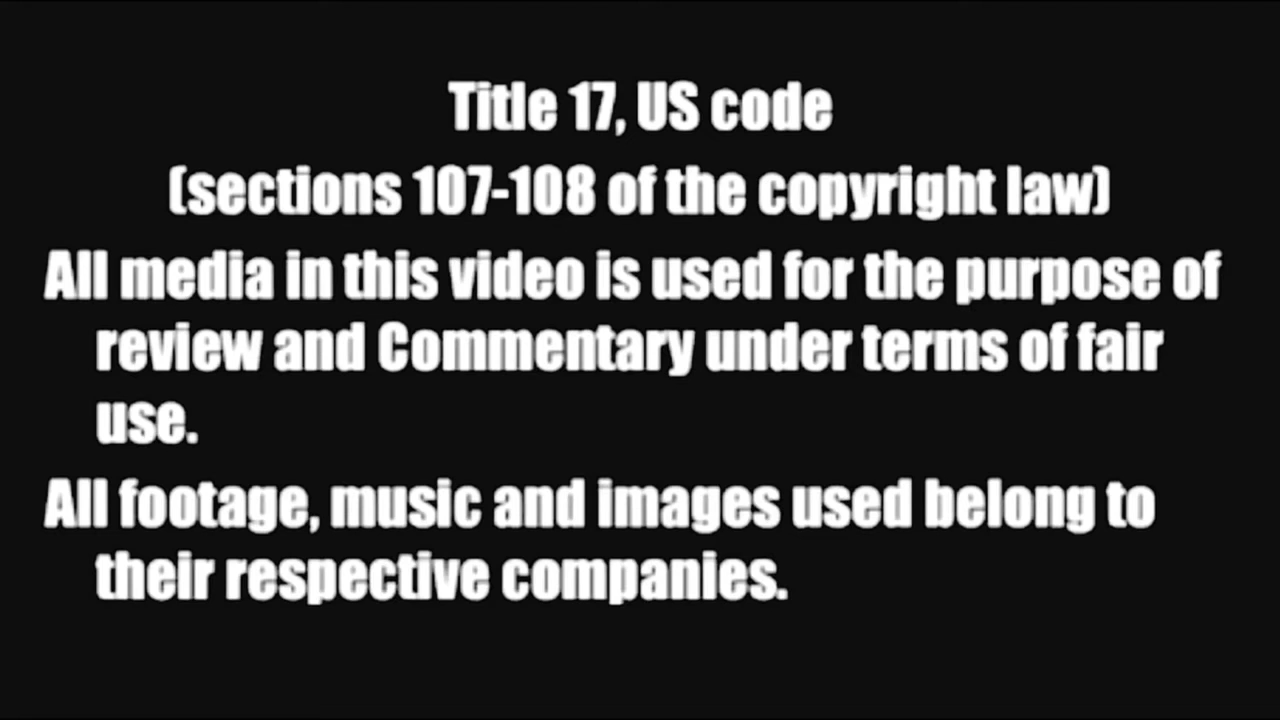 Title 17, US code
(sections 107-108 of the copyright law)
All media in this video is used for the purpose of
review and Commentary under terms of fair
use.
All footage, music and images used belong to
their respective companies.